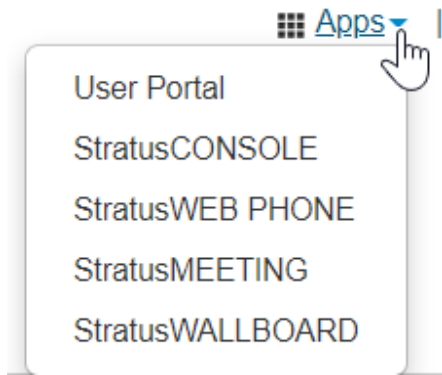 Apps
User Portal
StratusCONSOLE
StratusWEB PHONE
StratusMEETING
StratusWALLBOARD